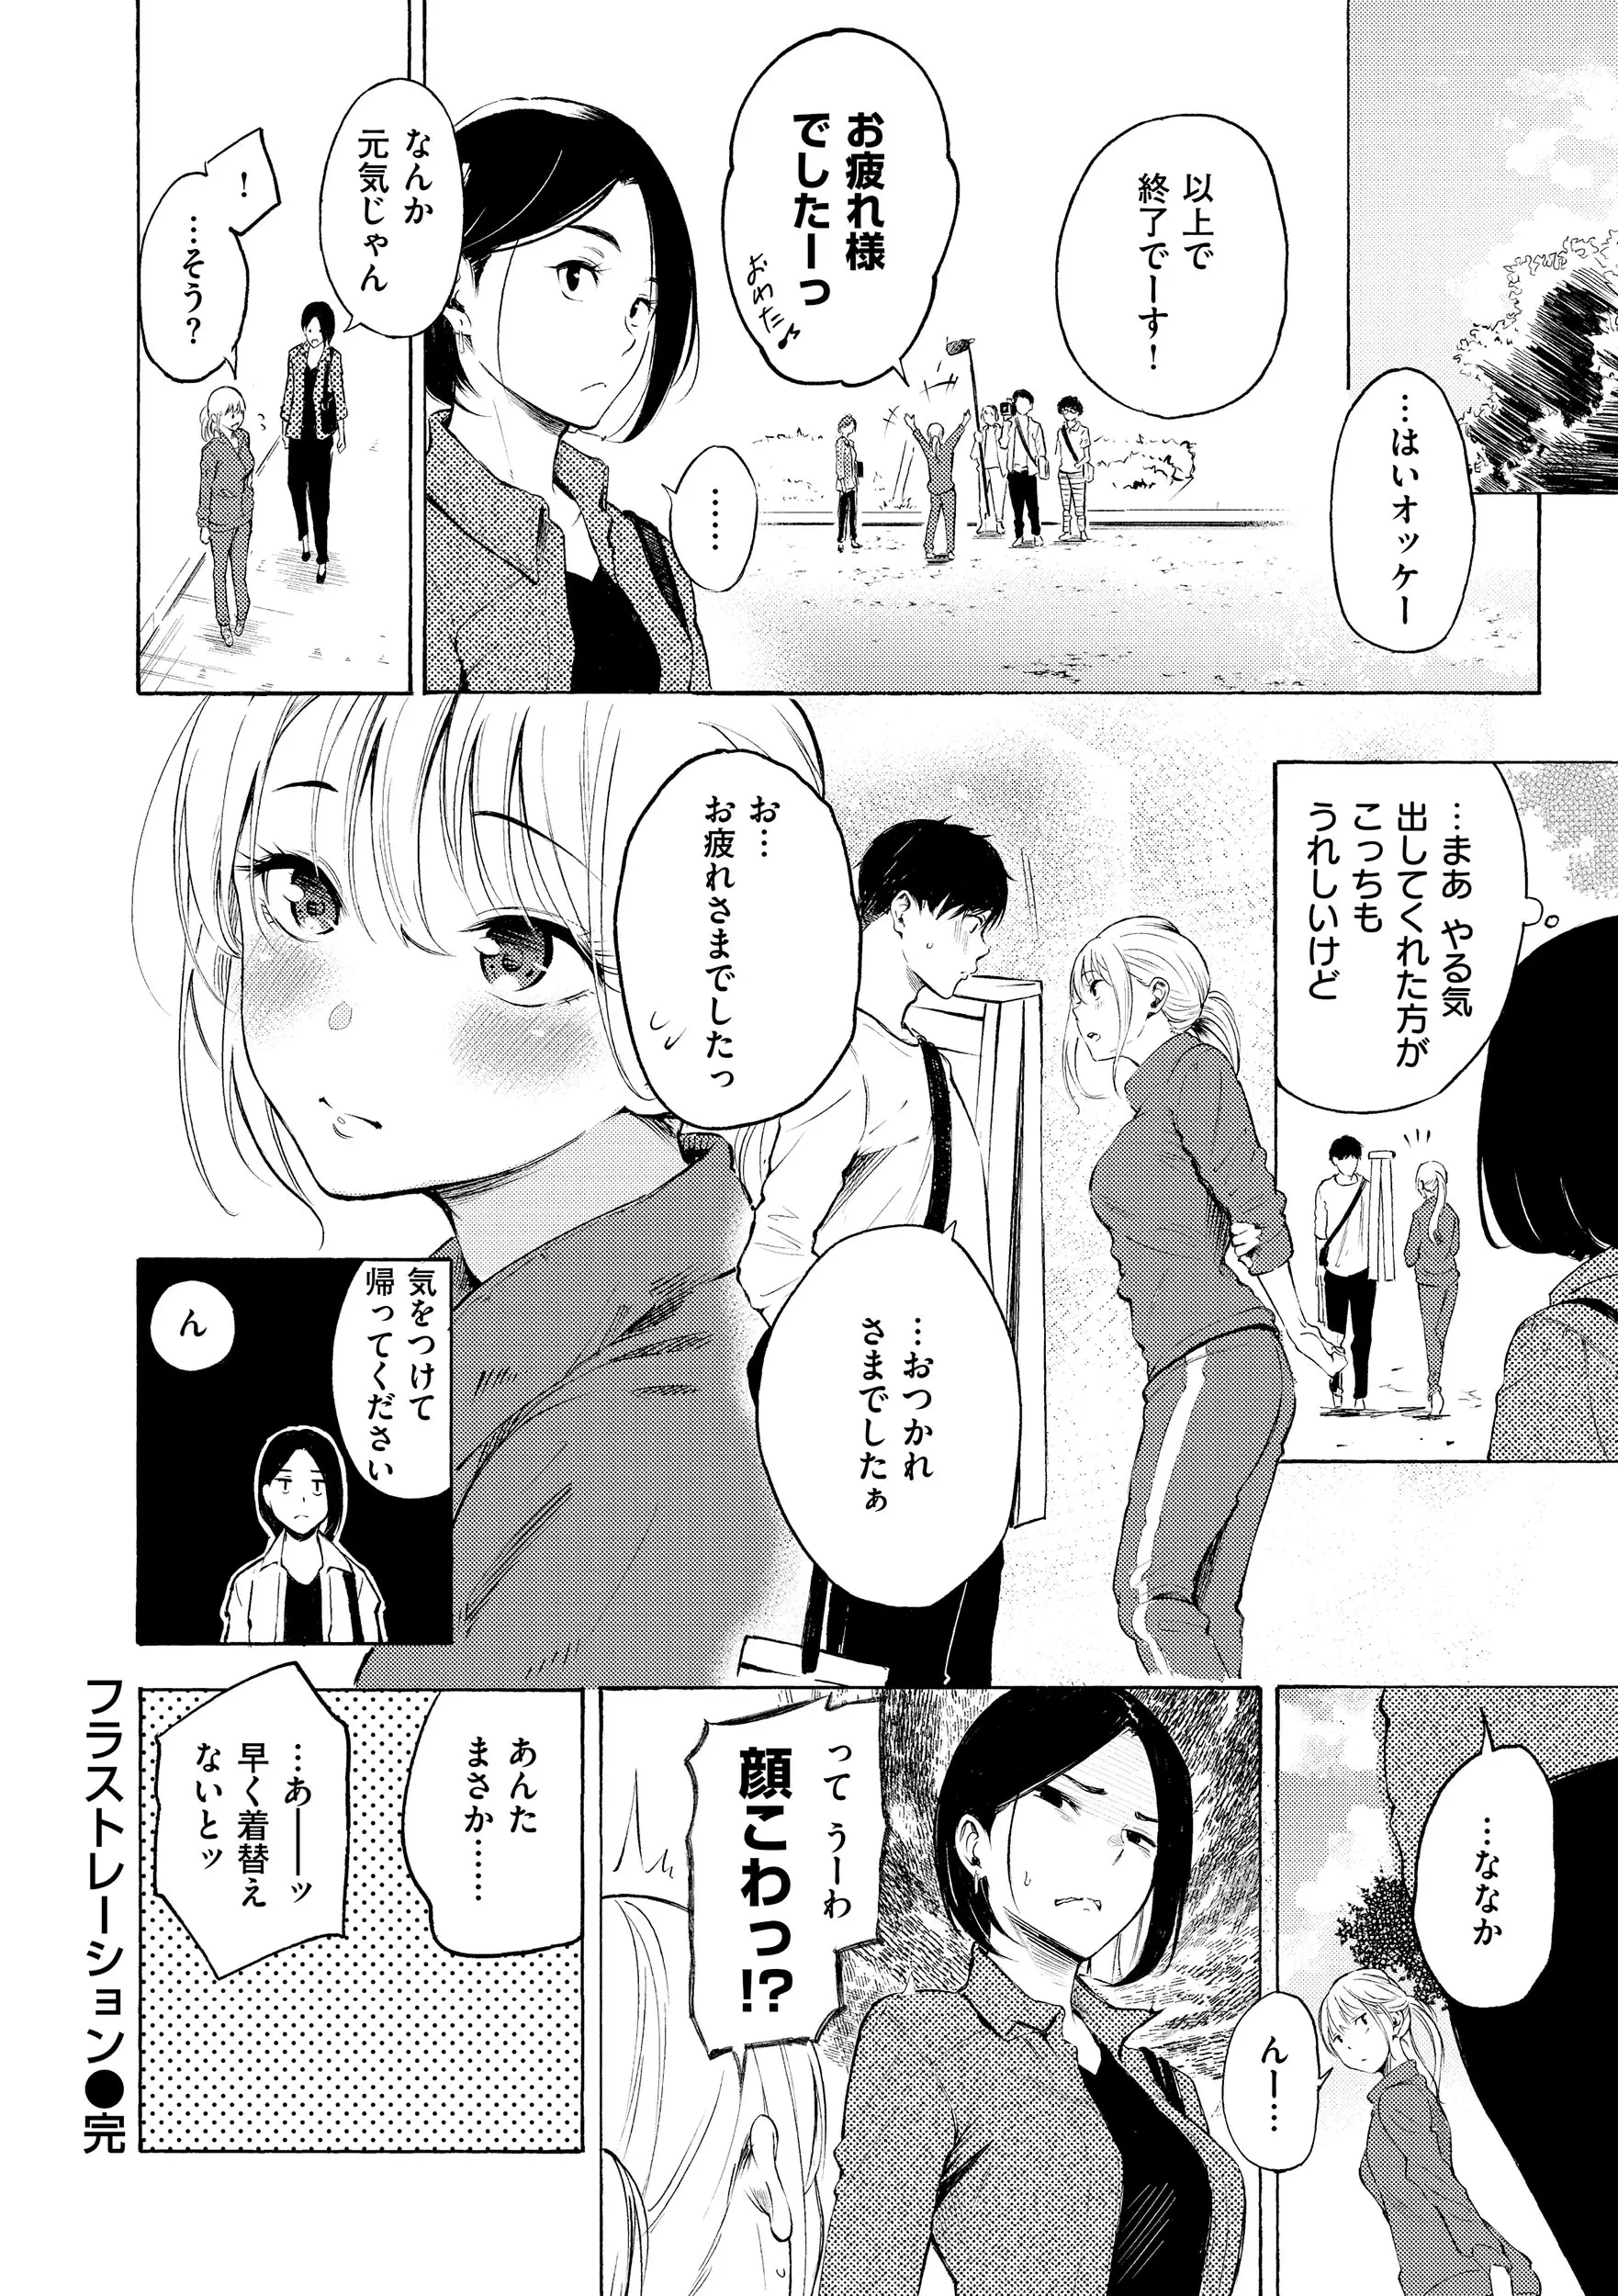 …はいオッケー
以上で
終了でーす！
お疲れ様
でしたーっ
おわた♪
……
なんか
元気じゃん
！
…そう？
…まあ やる気
出してくれた方が
こっちも
うれしいけど
お…
お疲れさまでしたっ
…おつかれ
さまでしたぁ
気をつけて
帰ってください
ん
…ななか
んー…
って うーわ
顔こわっ!?
あんた
まさか……
…あーッ
早く着替え
ないとッ
フラストレーション●完